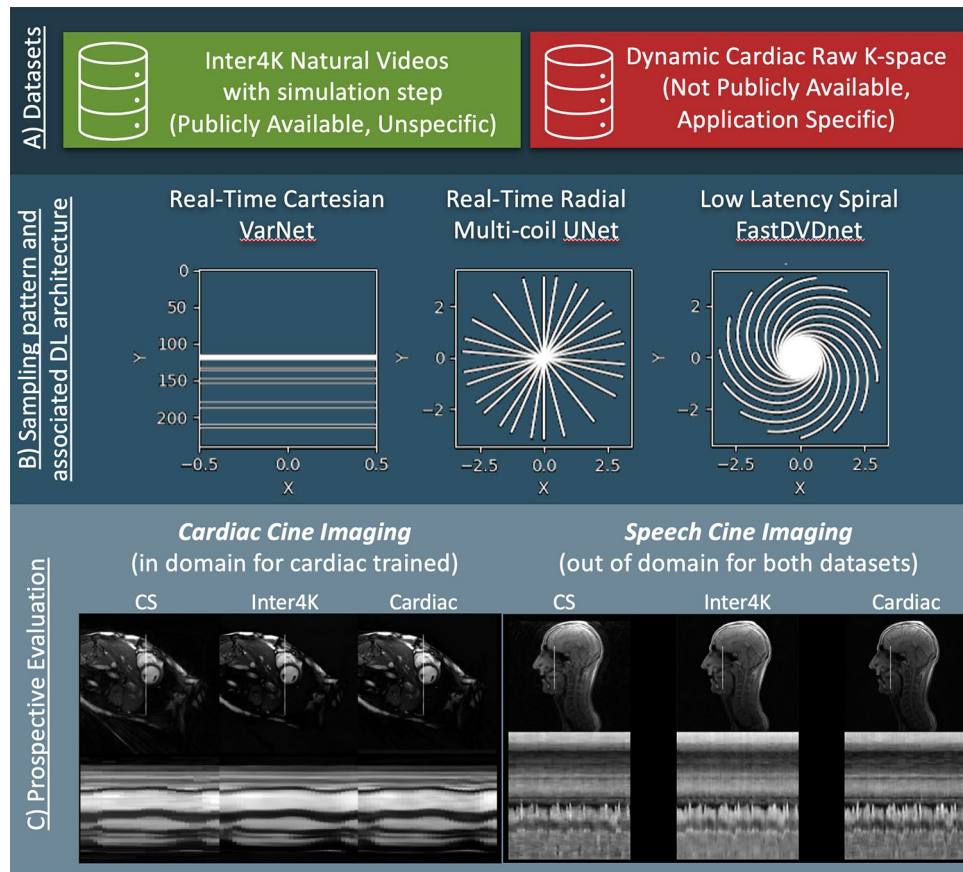 A) Datasets
Inter4K Natural Videos
with simulation step
(Publicly Available, Unspecific)
Dynamic Cardiac Raw K-space
(Not Publicly Available,
Application Specific)
B) Sampling pattern and
associated DL architecture
Real-Time Cartesian
VarNet
0
50
100
150
200
Y
−0.5
0.0
0.5
X
Real-Time Radial
Multi-coil UNet
2
0
−2
Y
−2.5
0.0
2.5
X
Low Latency Spiral
FastDVDnet
2
0
−2
Y
−2.5
0.0
2.5
X
C) Prospective Evaluation
Cardiac Cine Imaging
(in domain for cardiac trained)
CS
Inter4K
Cardiac
Speech Cine Imaging
(out of domain for both datasets)
CS
Inter4K
Cardiac